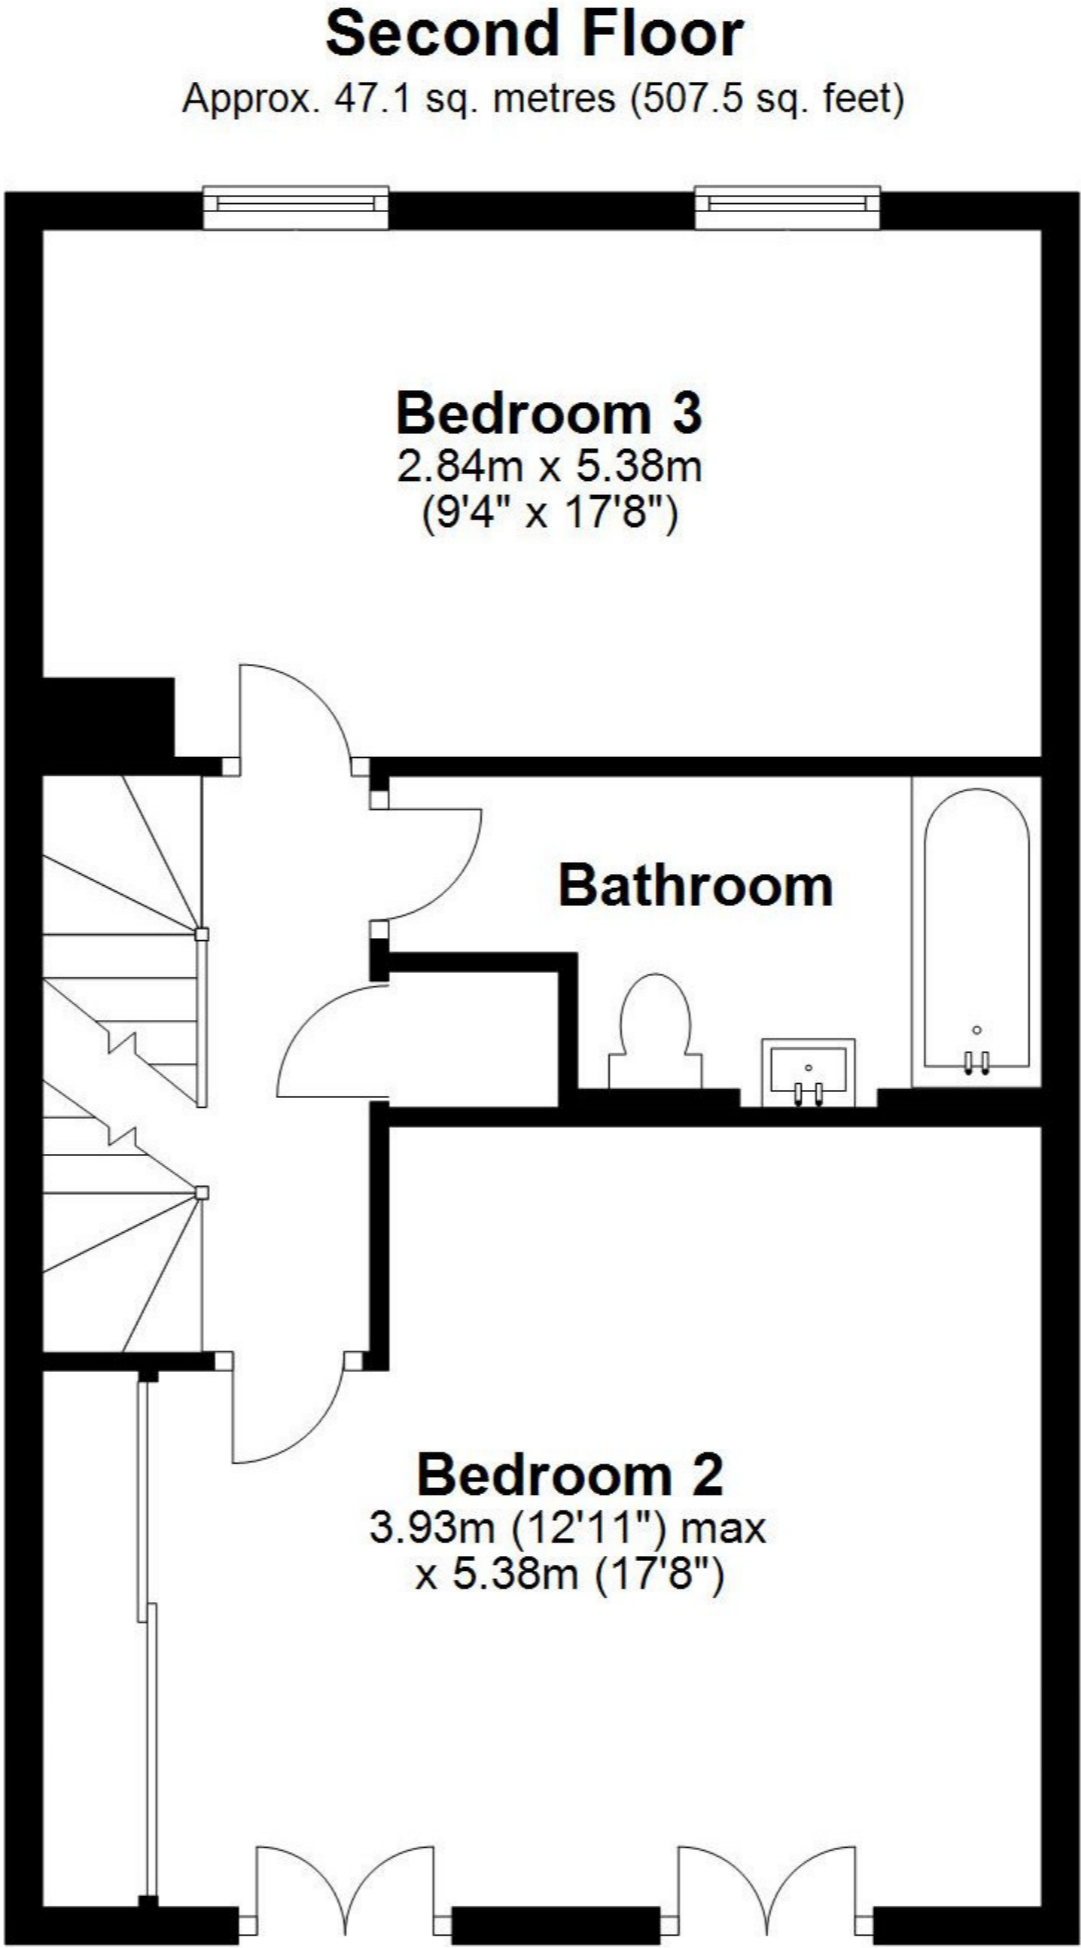 Second Floor
Approx. 47.1 sq. metres (507.5 sq. feet)
Bedroom 3
2.84m x 5.38m
(9'4" x 17'8")
Bathroom
Bedroom 2
3.93m (12'11") max
x 5.38m (17'8")